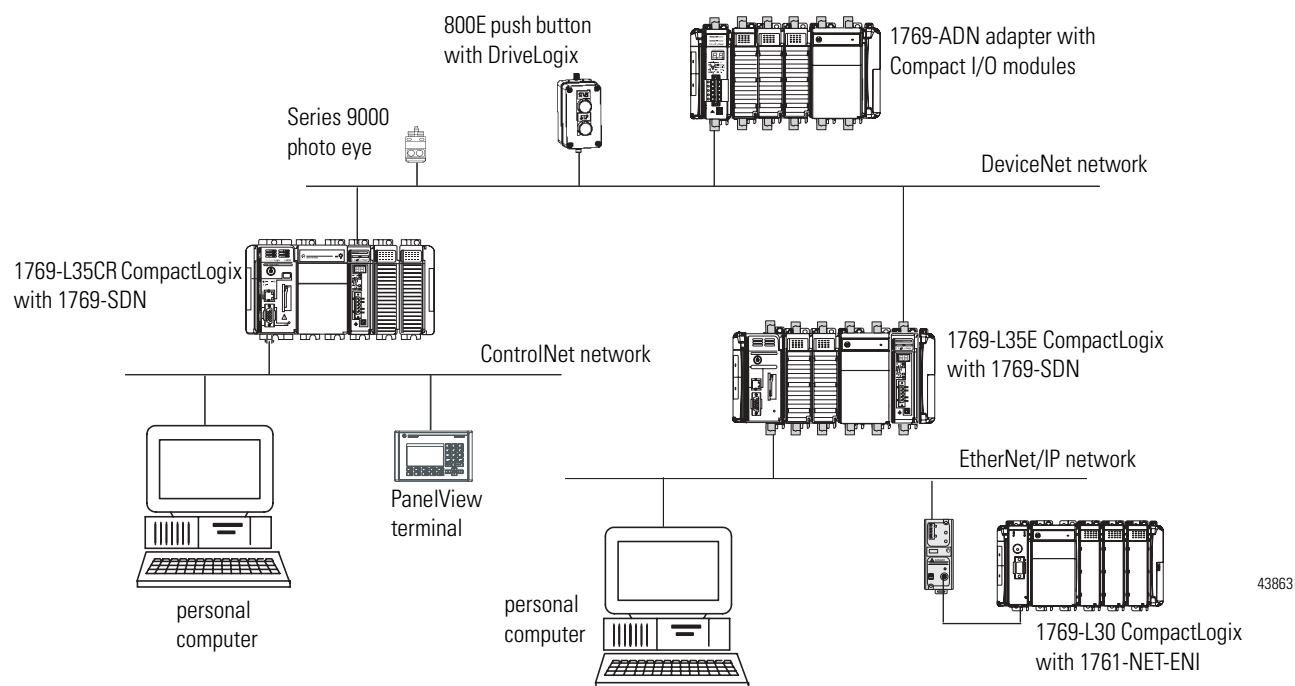 800E push button
with DriveLogix
1769-ADN adapter with
Compact I/O modules
Series 9000
photo eye
DeviceNet network
1769-L35CR CompactLogix
with 1769-SDN
ControlNet network
1769-L35E CompactLogix
with 1769-SDN
EtherNet/IP network
PanelView
terminal
personal
computer
personal
computer
43863
1769-L30 CompactLogix
with 1761-NET-ENI